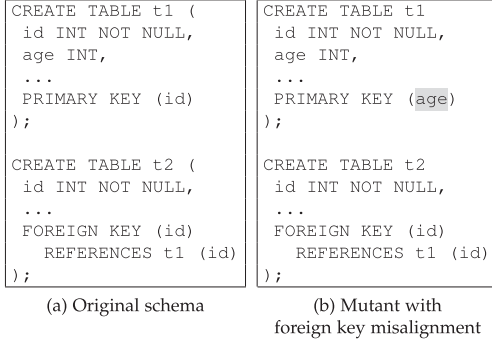 CREATE TABLE t1 (
id INT NOT NULL,
age INT,
...
PRIMARY KEY (id)
);
CREATE TABLE t2 (
id INT NOT NULL,
...
FOREIGN KEY (id)
REFERENCES t1 (id)
);
(a) Original schema
CREATE TABLE t1
id INT NOT NULL,
age INT,
...
PRIMARY KEY (age)
);
CREATE TABLE t2
id INT NOT NULL,
...
FOREIGN KEY (id)
REFERENCES t1 (id)
);
(b) Mutant with
foreign key misalignment